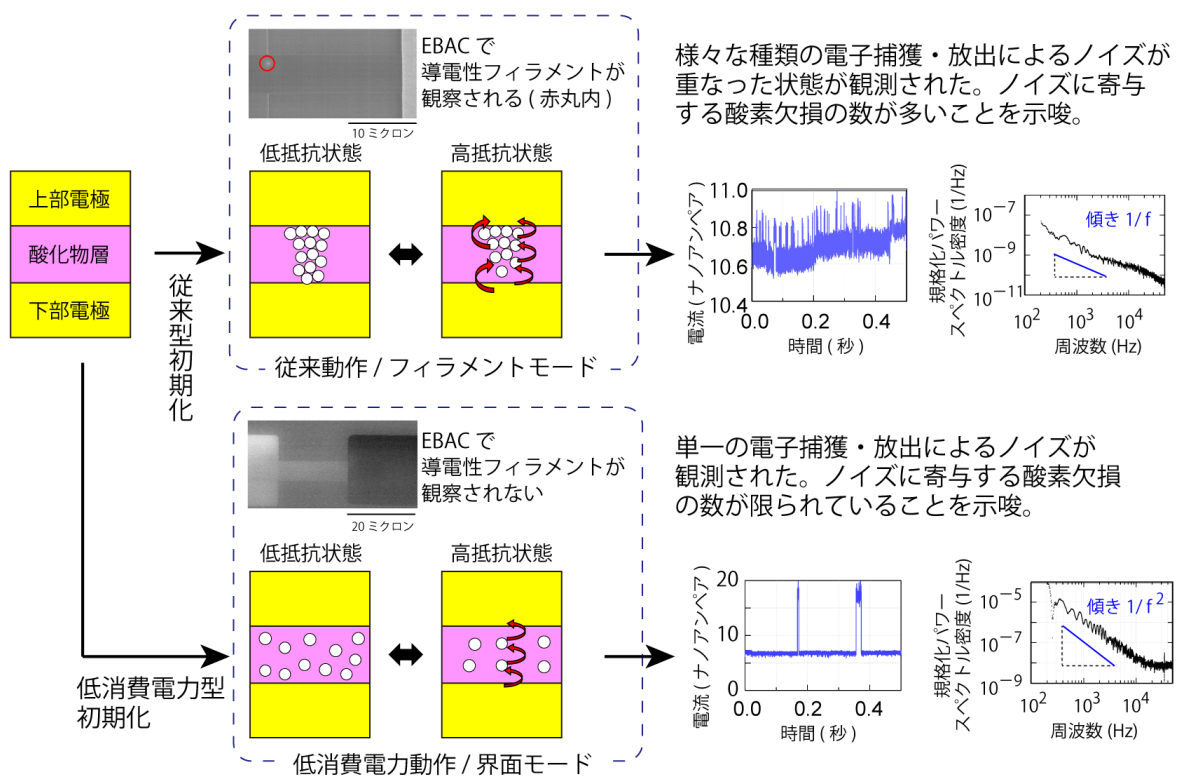 EBACで
導電性フィラメントが
観察される(赤丸内)
10 ミクロン
様々な種類の電子捕獲・放出によるノイズが
重なった状態が観測された。ノイズに寄与
する酸素欠損の数が多いことを示唆。
上部電極
酸化物層
下部電極
従来型初期化
低抵抗状態
高抵抗状態
従来動作/フィラメントモード
電流(ナノアンペア)
11.0
10.8
10.6
10.4
0.0
0.2
0.4
時間(秒)
規格化パワー
スペクトル密度(1/Hz)
10⁻⁷
10⁻⁹
10⁻¹¹
傾き 1/f
10²
10³
10⁴
周波数(Hz)
低消費電力型
初期化
EBACで
導電性フィラメントが
観察されない
20 ミクロン
低抵抗状態
高抵抗状態
低消費電力動作/界面モード
単一の電子捕獲・放出によるノイズが
観測された。ノイズに寄与する酸素欠損
の数が限られていることを示唆。
電流(ナノアンペア)
20
10
0
0.0
0.2
0.4
時間(秒)
規格化パワー
スペクトル密度(1/Hz)
10⁻⁵
10⁻⁷
10⁻⁹
傾き 1/f²
10²
10³
10⁴
周波数(Hz)